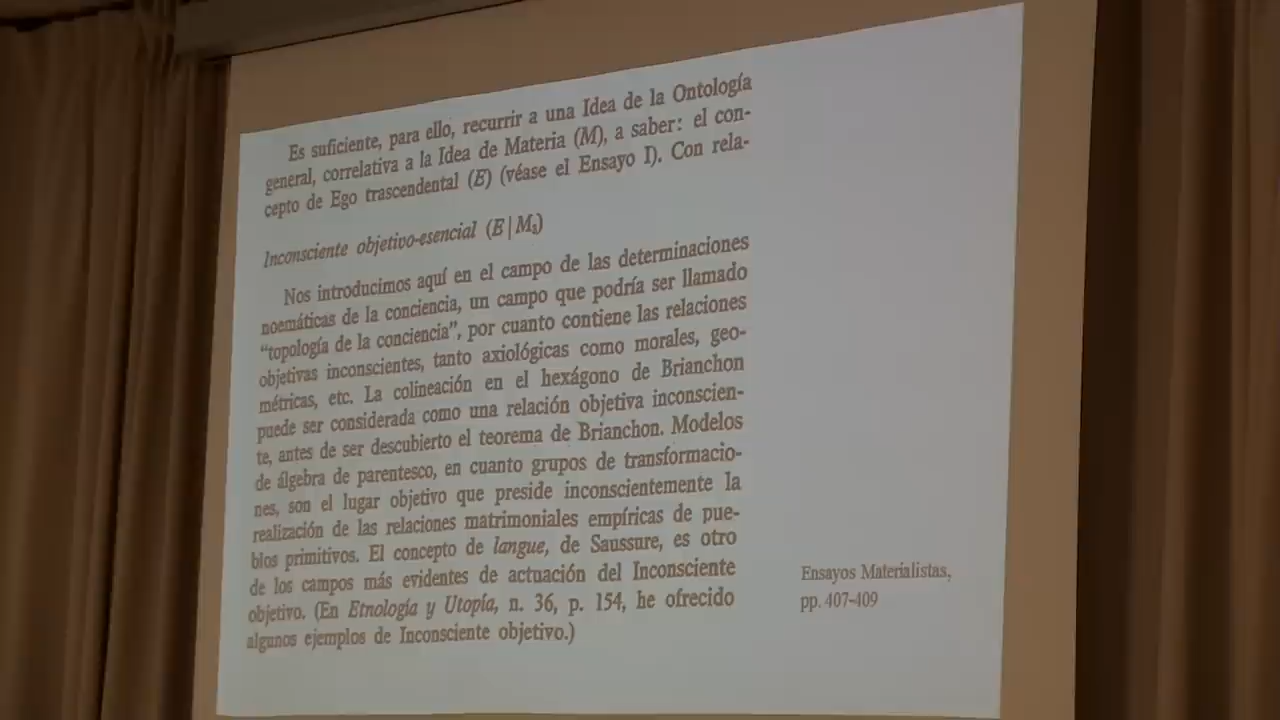 Es suficiente, para ello, recurrir a una Idea de la Ontología
general, correlativa a la Idea de Materia (M), a saber: el con-
cepto de Ego trascendental (E) (véase el Ensayo I). Con rela-
Inconsciente objetivo-esencial (E | M₃)
Nos introducimos aquí en el campo de las determinaciones
noemáticas de la conciencia, un campo que podría ser llamado
“topología de la conciencia”, por cuanto contiene las relaciones
objetivas inconscientes, tanto axiológicas como morales, geo-
métricas, etc. La colineación en el hexágono de Brianchon
puede ser considerada como una relación objetiva inconscien-
te, antes de ser descubierto el teorema de Brianchon. Modelos
de álgebra de parentesco, en cuanto grupos de transformacio-
nes, son el lugar objetivo que preside inconscientemente la
realización de las relaciones matrimoniales empíricas de pue-
blos primitivos. El concepto de langue, de Saussure, es otro
de los campos más evidentes de actuación del Inconsciente
objetivo. (En Etnología y Utopía, n. 36, p. 154, he ofrecido
algunos ejemplos de Inconsciente objetivo.)
Ensayos Materialistas,
pp. 407-409